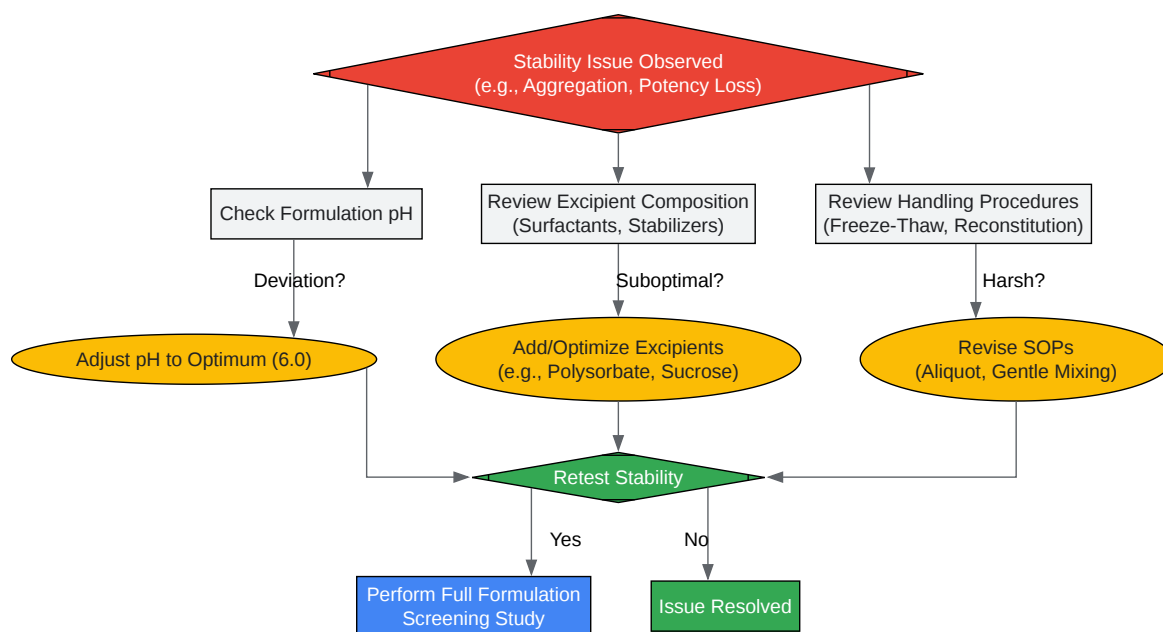 Stability Issue Observed
(e.g., Aggregation, Potency Loss)
Check Formulation pH
Review Excipient Composition
(Surfactants, Stabilizers)
Review Handling Procedures
(Freeze-Thaw, Reconstitution)
Deviation?
Suboptimal?
Harsh?
Adjust pH to Optimum (6.0)
Add/Optimize Excipients
(e.g., Polysorbate, Sucrose)
Revise SOPs
(Aliquot, Gentle Mixing)
Retest Stability
Yes
No
Perform Full Formulation
Screening Study
Issue Resolved